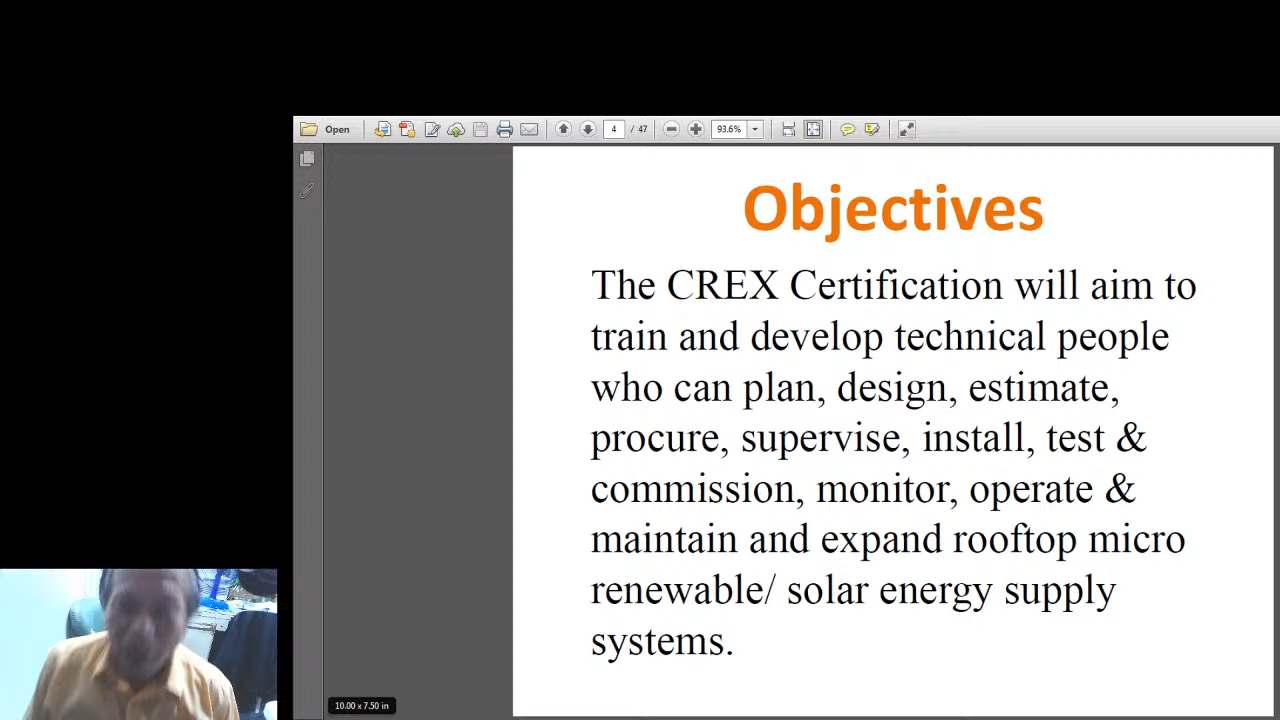 Open
4
/ 47
93.6%
Objectives
The CREX Certification will aim to
train and develop technical people
who can plan, design, estimate,
procure, supervise, install, test &
commission, monitor, operate &
maintain and expand rooftop micro
renewable/ solar energy supply
systems.
10.00 x 7.50 in